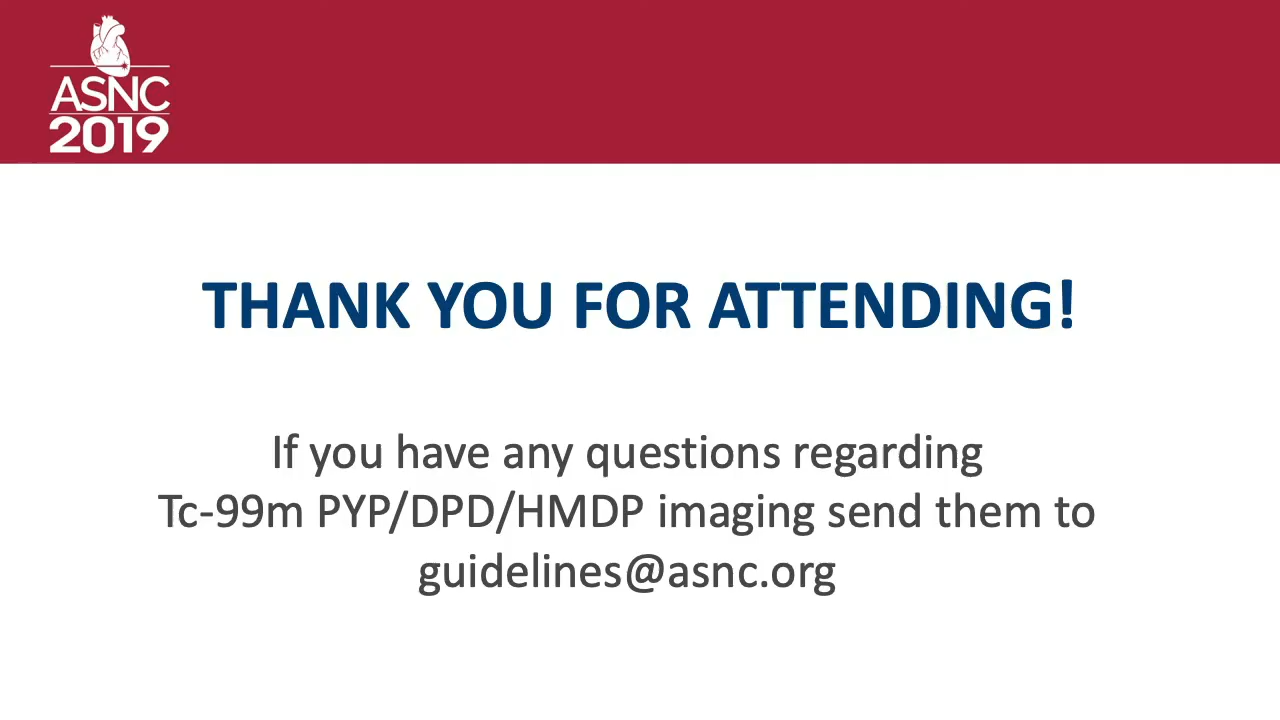 ASNC
2019
THANK YOU FOR ATTENDING!
If you have any questions regarding
Tc-99m PYP/DPD/HMDP imaging send them to
guidelines@asnc.org